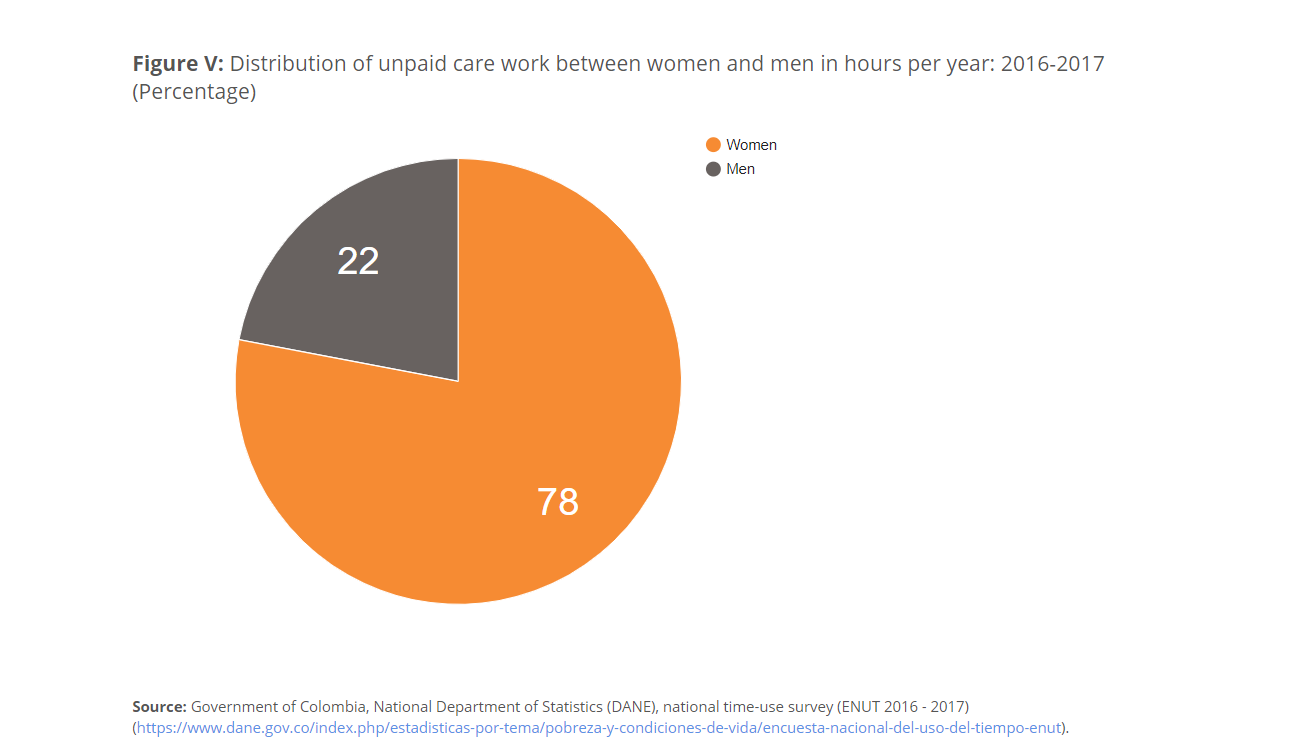 Figure V: Distribution of unpaid care work between women and men in hours per year: 2016-2017
(Percentage)
Women
Men
22
78
Source: Government of Colombia, National Department of Statistics (DANE), national time-use survey (ENUT 2016 - 2017)
(https://www.dane.gov.co/index.php/estadisticas-por-tema/pobreza-y-condiciones-de-vida/encuesta-nacional-del-uso-del-tiempo-enut).